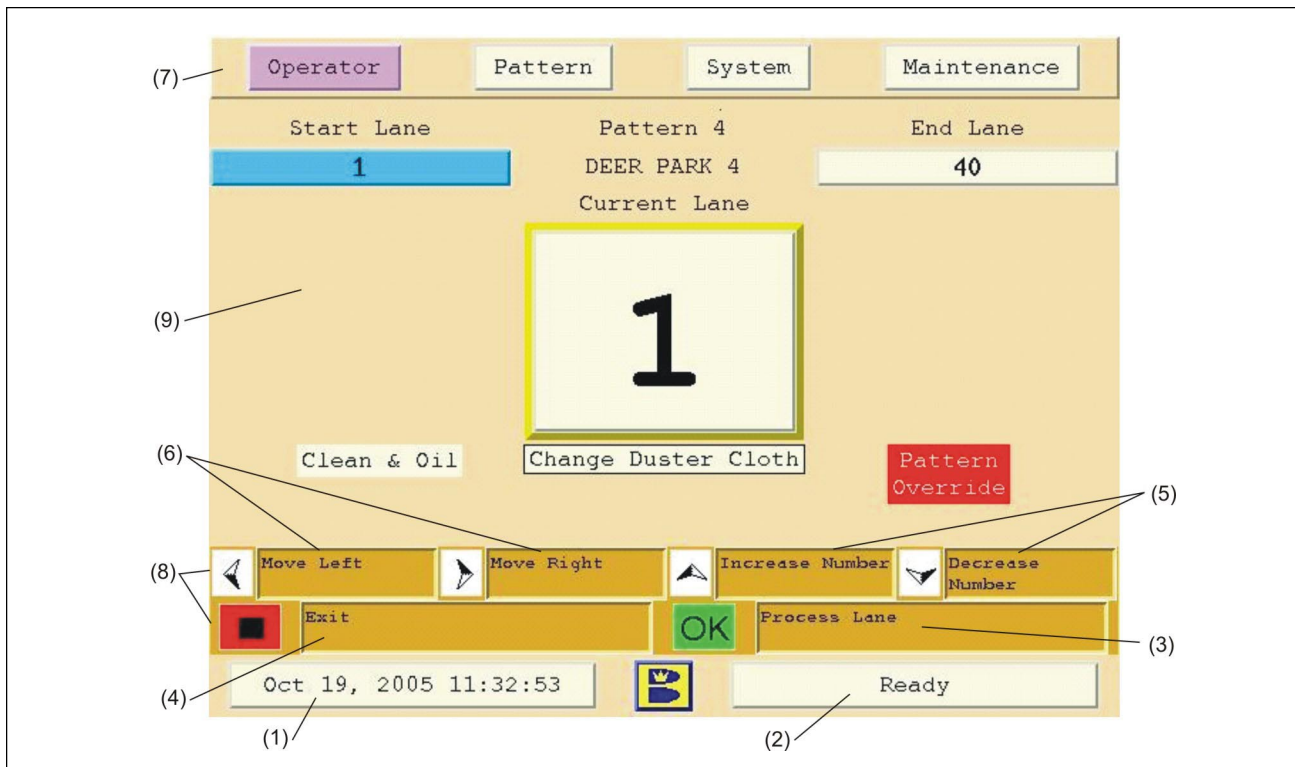 (7)
Operator Pattern System Maintenance
Start Lane Pattern 4 End Lane
1 DEER PARK 4 40
Current Lane
1
(9)
(6)
Clean & Oil Change Duster Cloth Pattern
Override
(5)
(8)
Move Left Move Right Increase Number Decrease
Number
Exit OK Process Lane
(3)
(4)
Oct 19, 2005 11:32:53 B Ready
(1) (2)